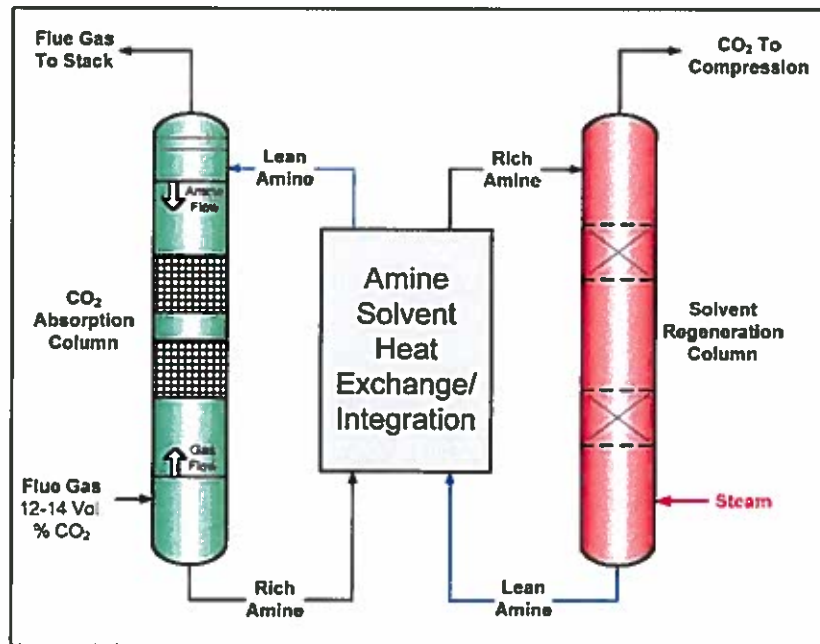 Flue Gas
To Stack
CO₂ To
Compression
Lean
Amino
Rich
Amine
Amine
Flow
CO₂
Absorption
Column
Amine
Solvent
Heat
Exchange/
Integration
Solvent
Regeneration
Column
Gas
Flow
Flue Gas
12-14 Vol
% CO₂
Steam
Rich
Amine
Lean
Amine